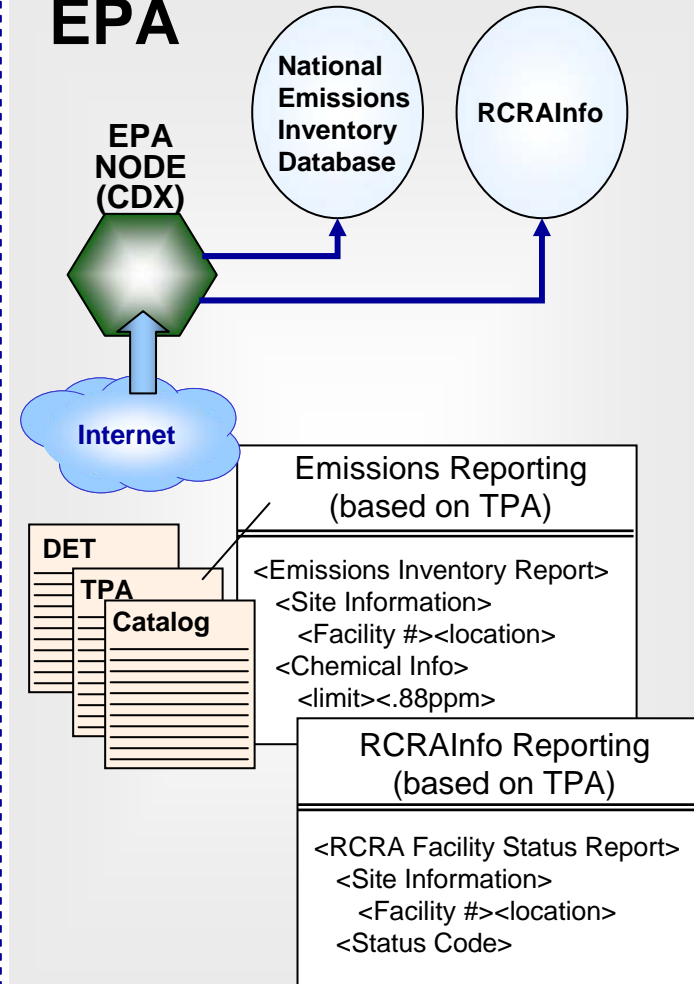 EPA
National
Emissions
Inventory
Database
RCRAInfo
EPA
NODE
(CDX)
Internet
Emissions Reporting
(based on TPA)
DET
TPA
Catalog
<Emissions Inventory Report>
<Site Information>
<Facility #><location>
<Chemical Info>
<limit><.88ppm>
RCRAInfo Reporting
(based on TPA)
<RCRA Facility Status Report>
<Site Information>
<Facility #><location>
<Status Code>